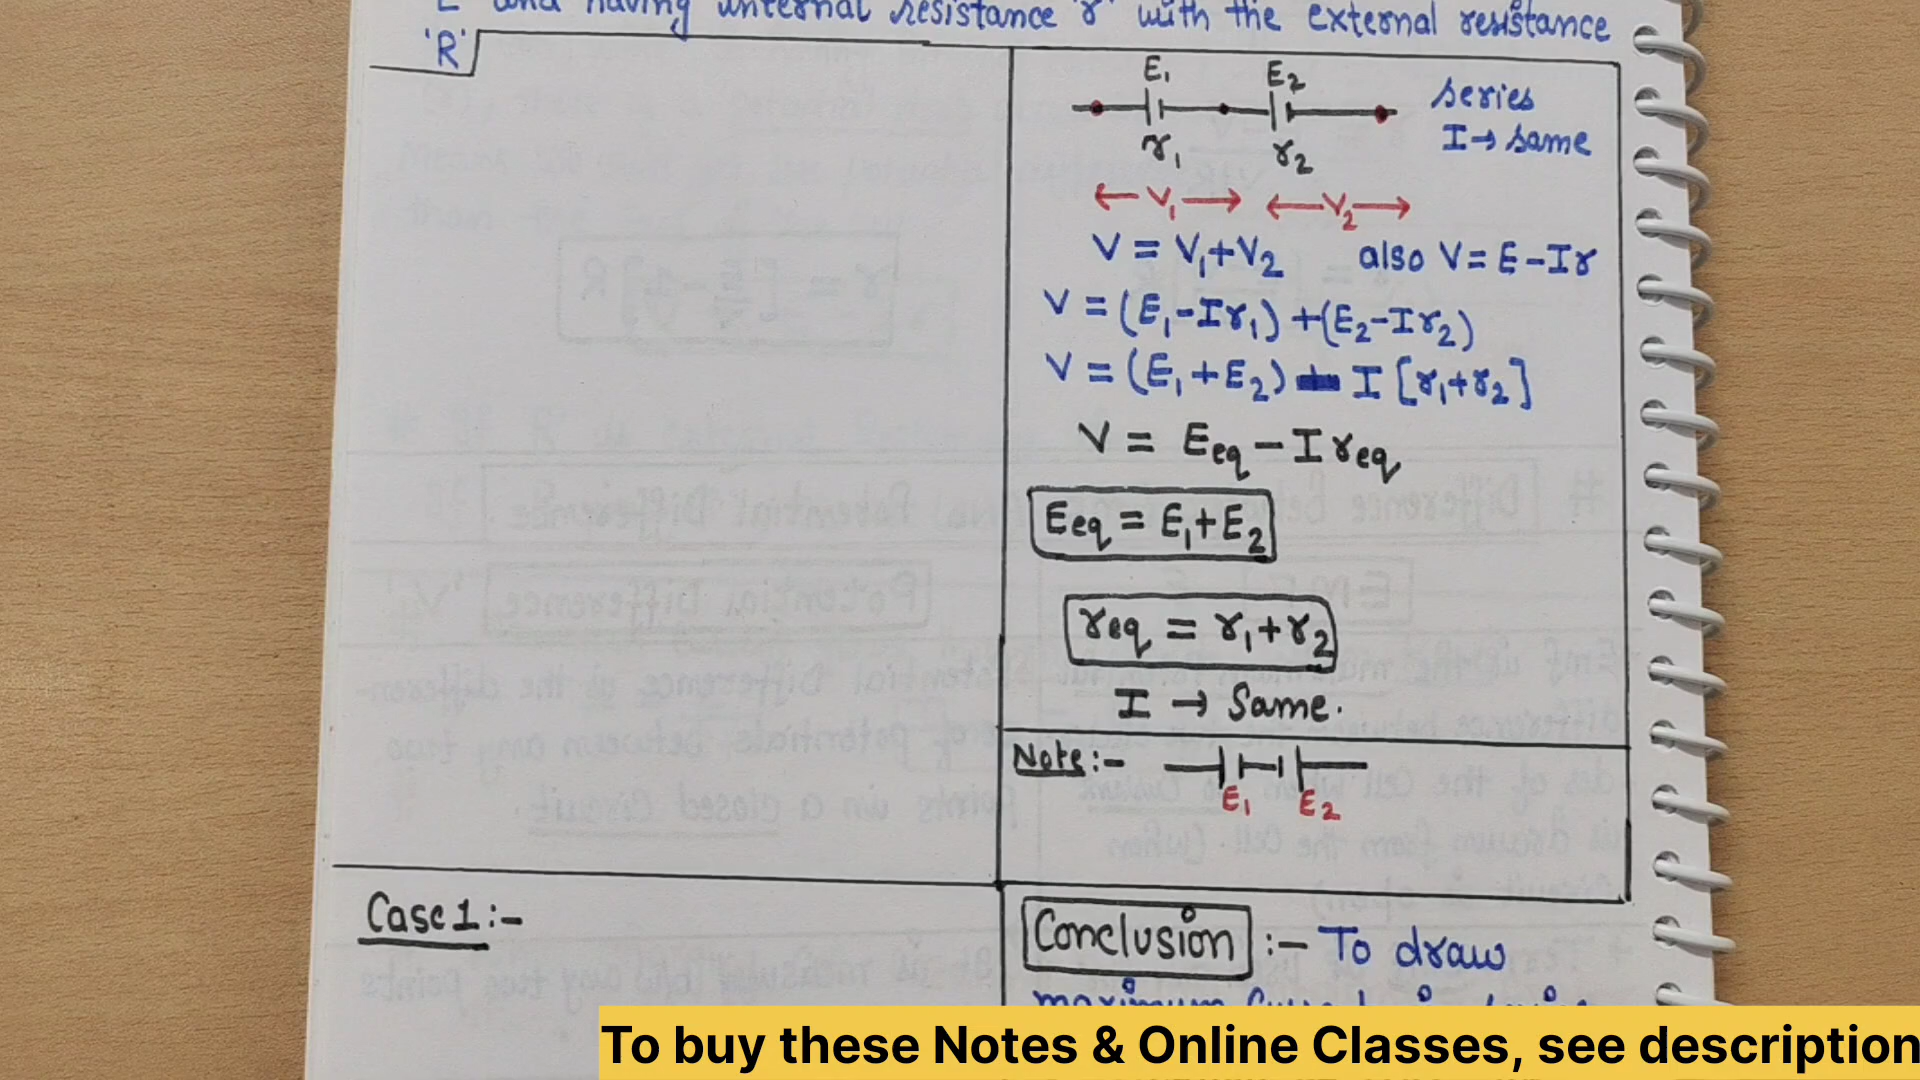 E and having internal resistance 'r' with the external resistance
'R'
E₁ E₂
r₁ r₂
series
I → same
V₁ V₂
V = V₁+V₂ also V = E - Ir
V = (E₁-Ir₁) + (E₂-Ir₂)
V = (E₁+E₂) - I [r₁+r₂]
V = Eeq - I req
Eeq = E₁+E₂
req = r₁+r₂
I → Same.
Note:-
E₁ E₂
Case 1:-
Conclusion :- To draw
maximum
To buy these Notes & Online Classes, see description